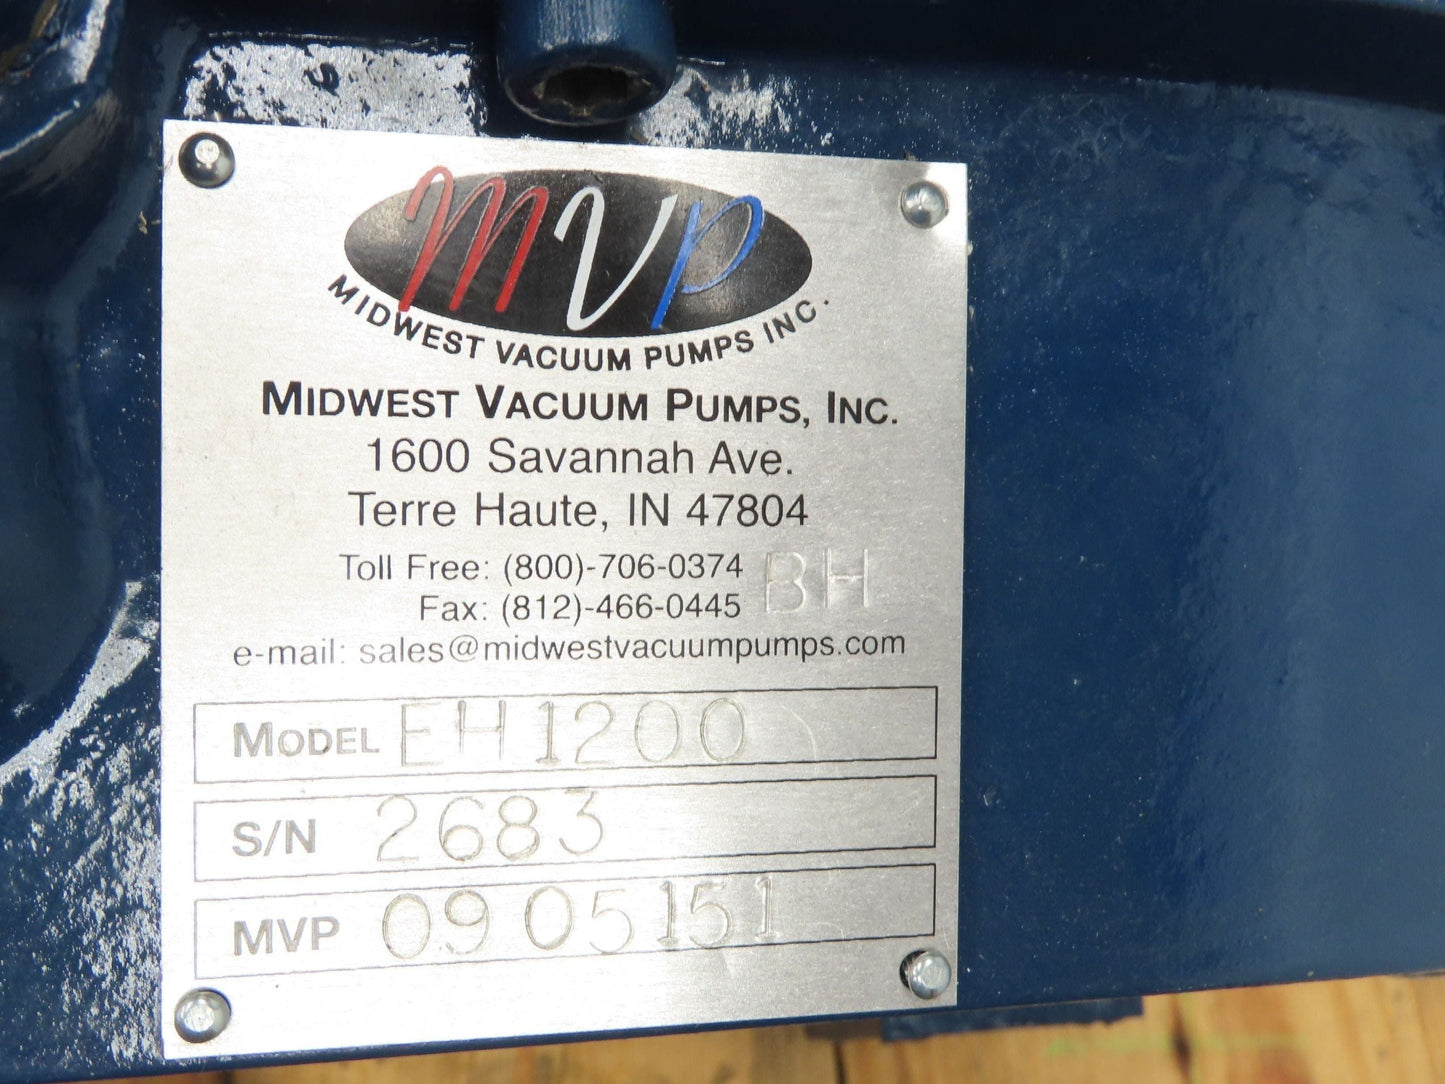 MVP
MIDWEST VACUUM PUMPS INC.
MIDWEST VACUUM PUMPS, INC.
1600 Savannah Ave.
Terre Haute, IN 47804
Toll Free: (800)-706-0374 BH
Fax: (812)-466-0445
e-mail: sales@midwestvacuumpumps.com
MODEL EH1200
S/N 2683
MVP 0905151